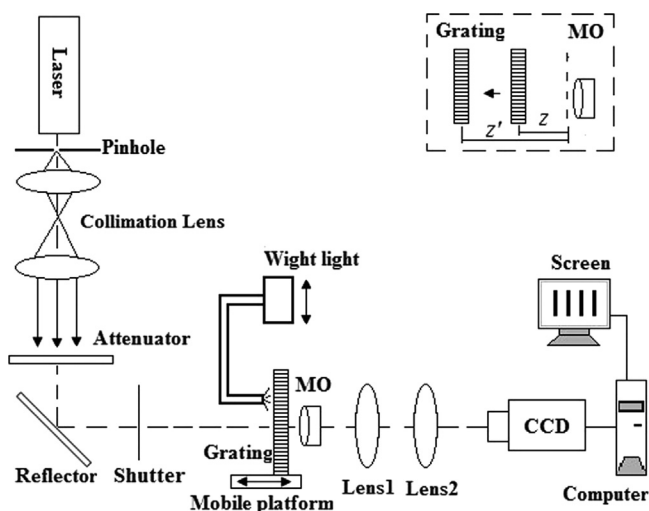 Laser
Pinhole
Collimation Lens
Attenuator
Reflector
Shutter
Wight light
MO
Grating
Mobile platform
Lens1
Lens2
CCD
Screen
Computer
Grating
MO
z
z'